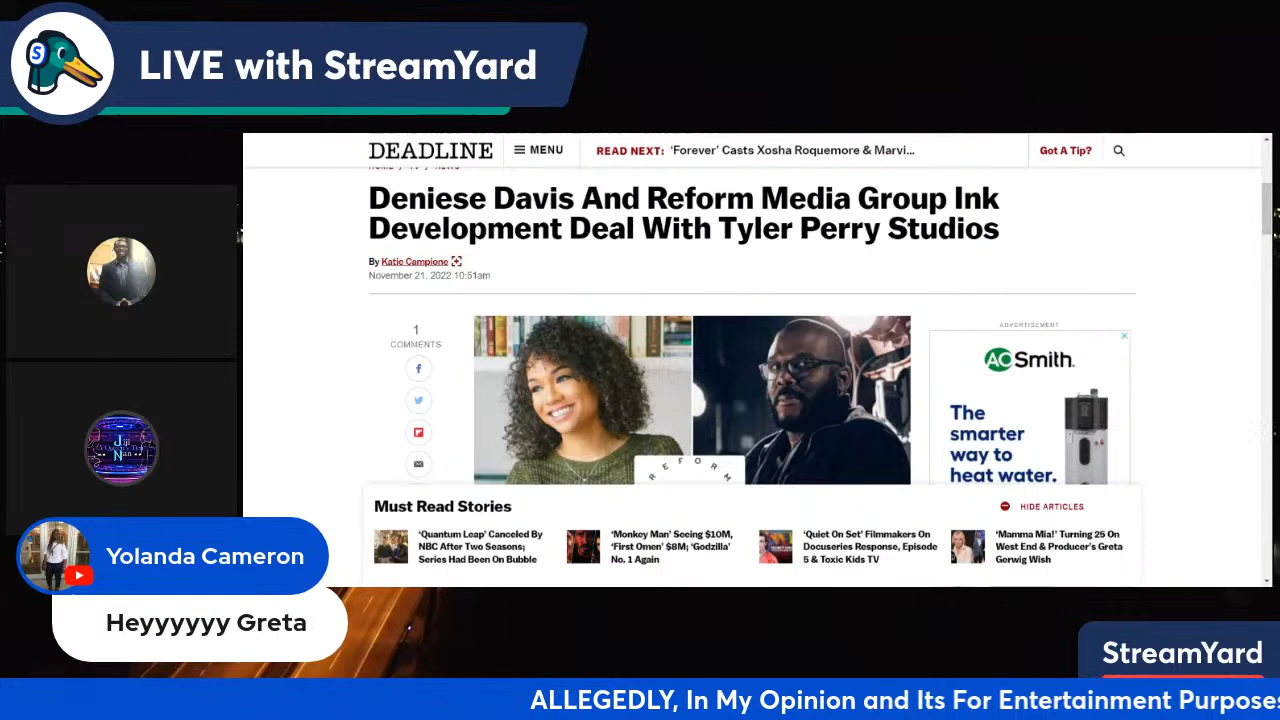 LIVE with StreamYard
DEADLINE
MENU
READ NEXT: ‘Forever’ Casts Xosha Roquemore & Marvi...
Got A Tip?
Deniese Davis And Reform Media Group Ink
Development Deal With Tyler Perry Studios
By Katie Campione
November 21, 2022 10:51am
1
COMMENTS
REFORM
ADVERTISEMENT
AO Smith.
The
smarter
way to
heat water.
Must Read Stories
HIDE ARTICLES
‘Quantum Leap’ Canceled By
NBC After Two Seasons;
Series Had Been On Bubble
‘Monkey Man’ Seeing $10M,
‘First Omen’ $8M; ‘Godzilla’
No. 1 Again
‘Quiet On Set’ Filmmakers On
Docuseries Response, Episode
5 & Toxic Kids TV
‘Mamma Mia!’ Turning 25 On
West End & Producer’s Greta
Gerwig Wish
Yolanda Cameron
Heyyyyyy Greta
StreamYard
ALLEGEDLY, In My Opinion and Its For Entertainment Purposes